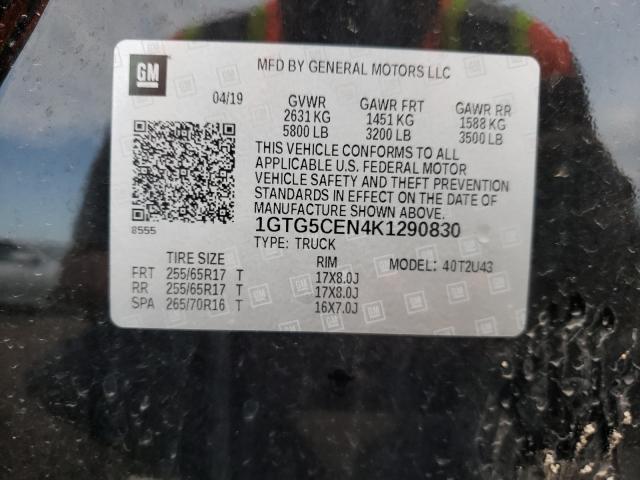 GM
MFD BY GENERAL MOTORS LLC
04/19 GVWR GAWR FRT GAWR RR
2631 KG 1451 KG 1588 KG
5800 LB 3200 LB 3500 LB
THIS VEHICLE CONFORMS TO ALL
APPLICABLE U.S. FEDERAL MOTOR
VEHICLE SAFETY AND THEFT PREVENTION
STANDARDS IN EFFECT ON THE DATE OF
MANUFACTURE SHOWN ABOVE.
8555
1GTG5CEN4K1290830
TYPE: TRUCK
TIRE SIZE RIM MODEL: 40T2U43
FRT 255/65R17 T 17X8.0J
RR 255/65R17 T 17X8.0J
SPA 265/70R16 T 16X7.0J